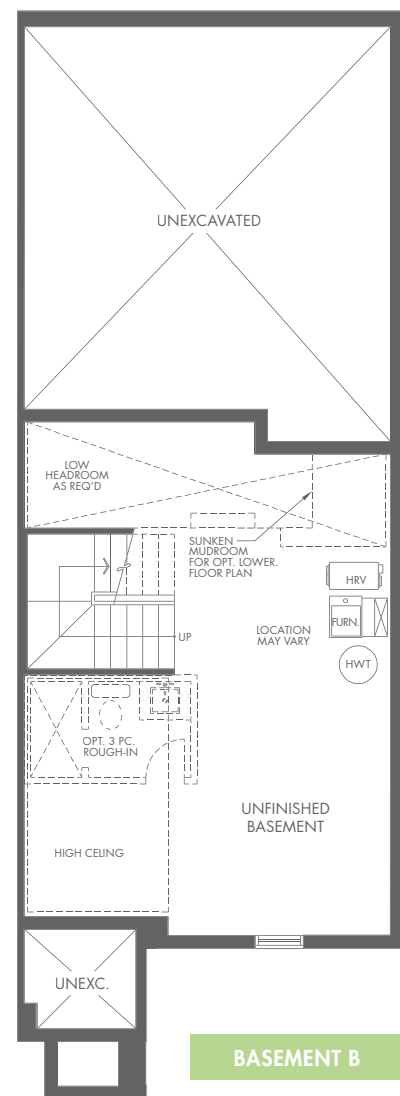 UNEXCAVATED
LOW
HEADROOM
AS REQ'D
SUNKEN
MUDROOM
FOR OPT. LOWER.
FLOOR PLAN
HRV
FURN.
LOCATION
MAY VARY
UP
HWT
OPT. 3 PC.
ROUGH-IN
UNFINISHED
BASEMENT
HIGH CELING
UNEXC.
BASEMENT B